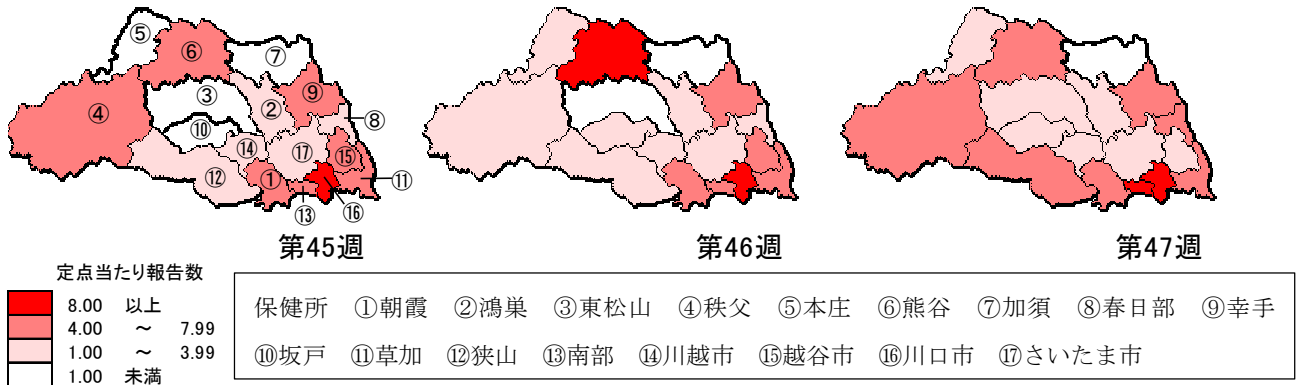 ⑤
⑥
⑦
③
②
⑨
④
⑧
⑩
⑭
⑰
⑮
⑫
①
⑪
⑬
⑯
第45週
第46週
第47週
定点当たり報告数
8.00 以上
4.00 ～ 7.99
1.00 ～ 3.99
1.00 未満
保健所 ①朝霞 ②鴻巣 ③東松山 ④秩父 ⑤本庄 ⑥熊谷 ⑦加須 ⑧春日部 ⑨幸手
⑩坂戸 ⑪草加 ⑫狭山 ⑬南部 ⑭川越市 ⑮越谷市 ⑯川口市 ⑰さいたま市